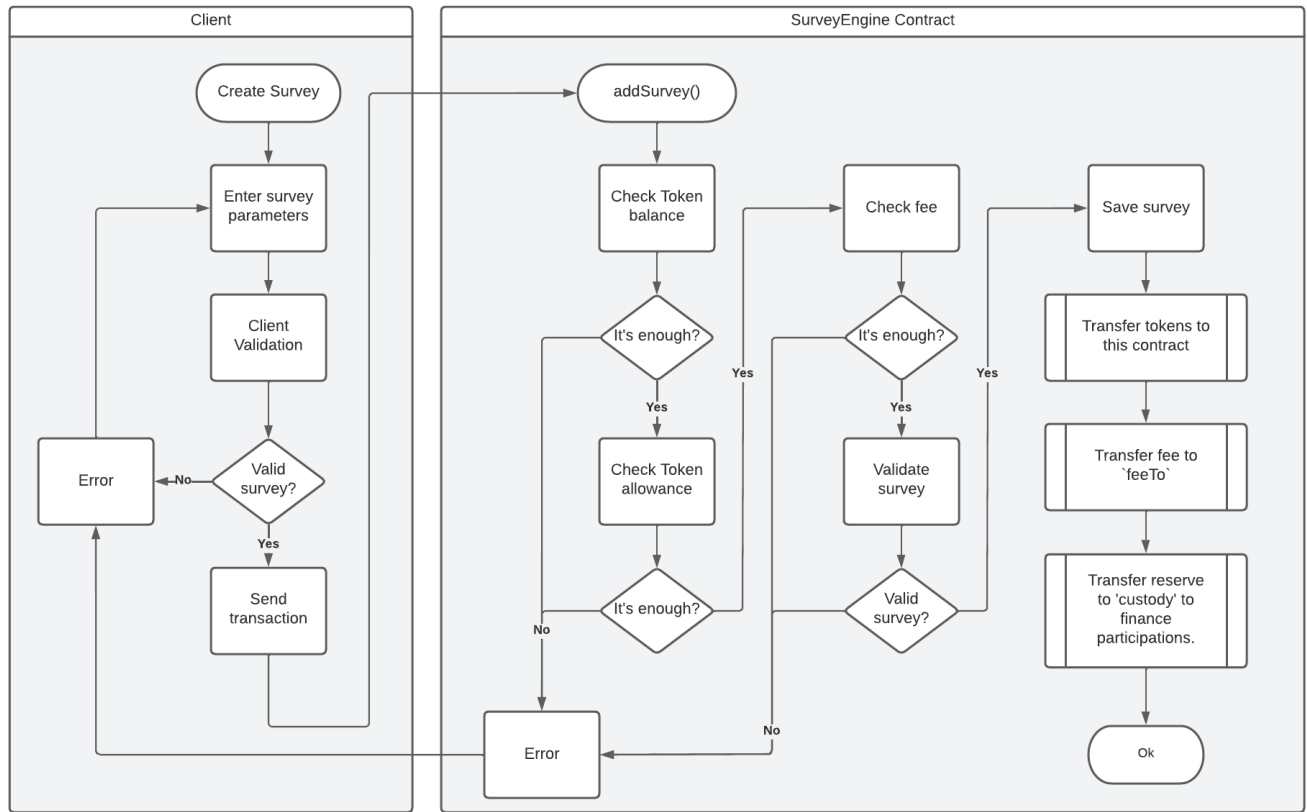 Client
Create Survey
Enter survey
parameters
Client
Validation
Valid
survey?
No
Error
Yes
Send
transaction
SurveyEngine Contract
addSurvey()
Check Token
balance
It's enough?
Yes
Check Token
allowance
It's enough?
No
Error
Yes
Check fee
It's enough?
Yes
Validate
survey
Valid
survey?
No
Yes
Save survey
Transfer tokens to
this contract
Transfer fee to
`feeTo`
Transfer reserve
to 'custody' to
finance
participations.
Ok